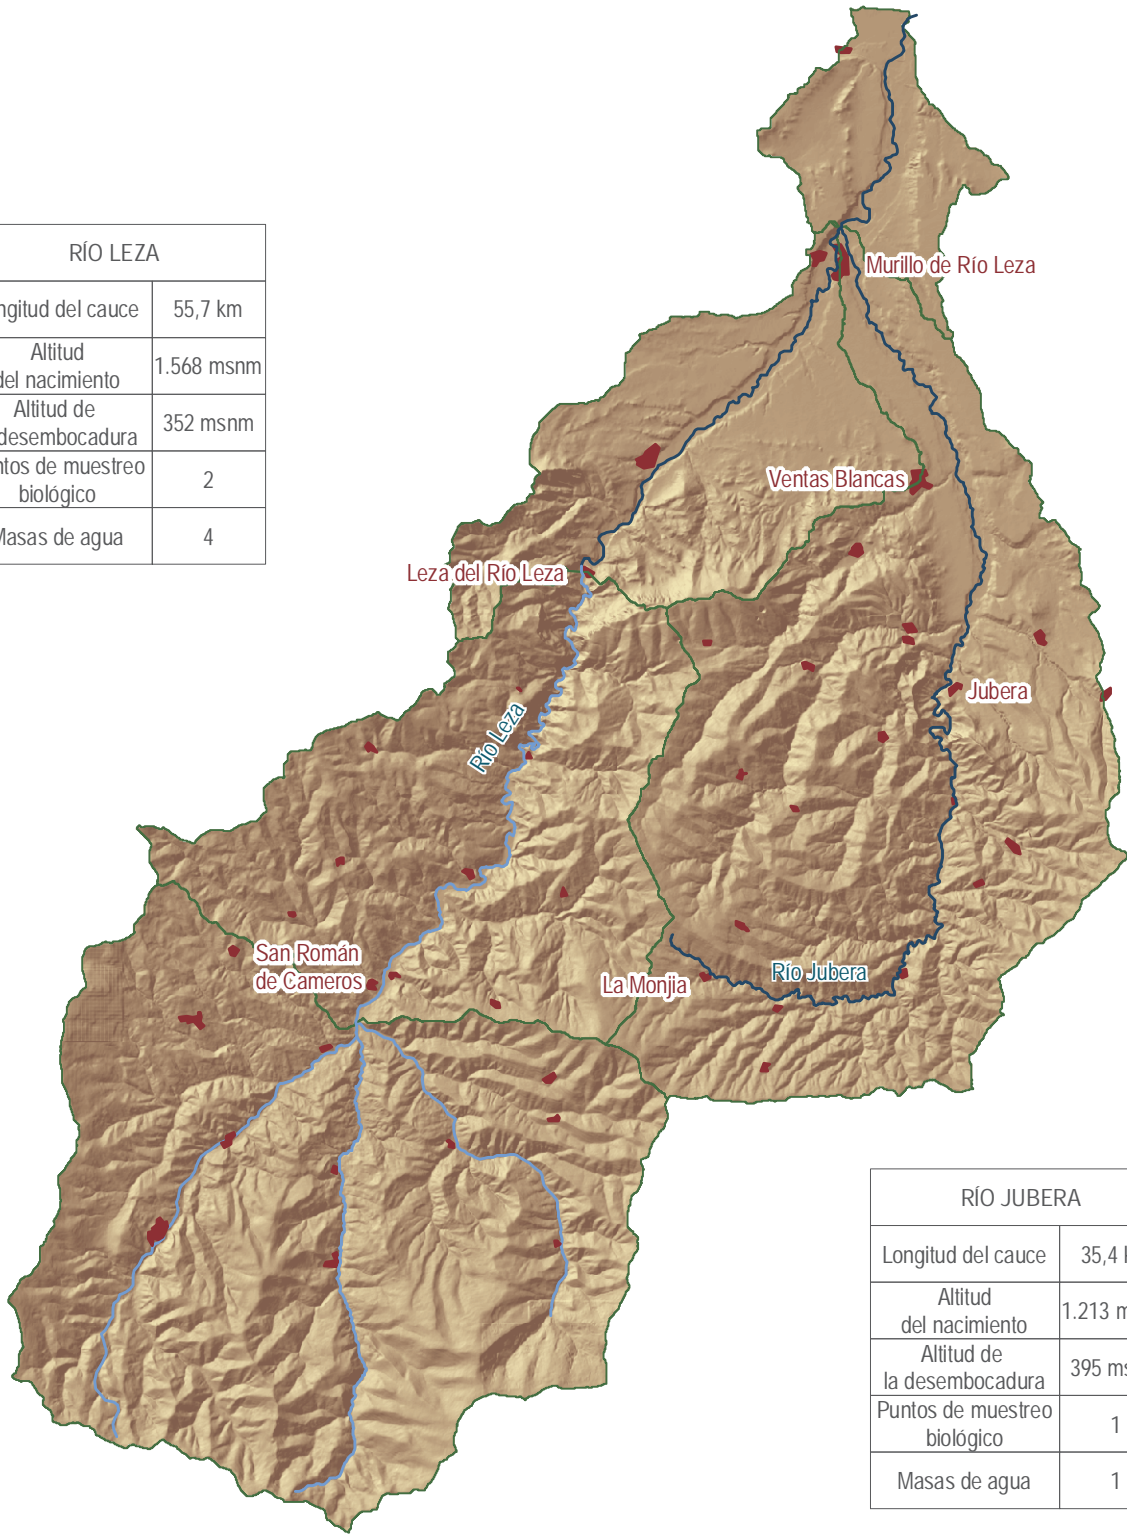 RÍO LEZA
ngitud del cauce 55,7 km
Altitud
del nacimiento 1.568 msnm
Altitud de
desembocadura 352 msnm
ntos de muestreo
biológico 2
Masas de agua 4
Murillo de Río Leza
Ventas Blancas
Leza del Río Leza
Jubera
Río Leza
San Román
de Cameros
La Monjia
Río Jubera
RÍO JUBERA
Longitud del cauce 35,4
Altitud
del nacimiento 1.213 m
Altitud de
la desembocadura 395 ms
Puntos de muestreo
biológico 1
Masas de agua 1